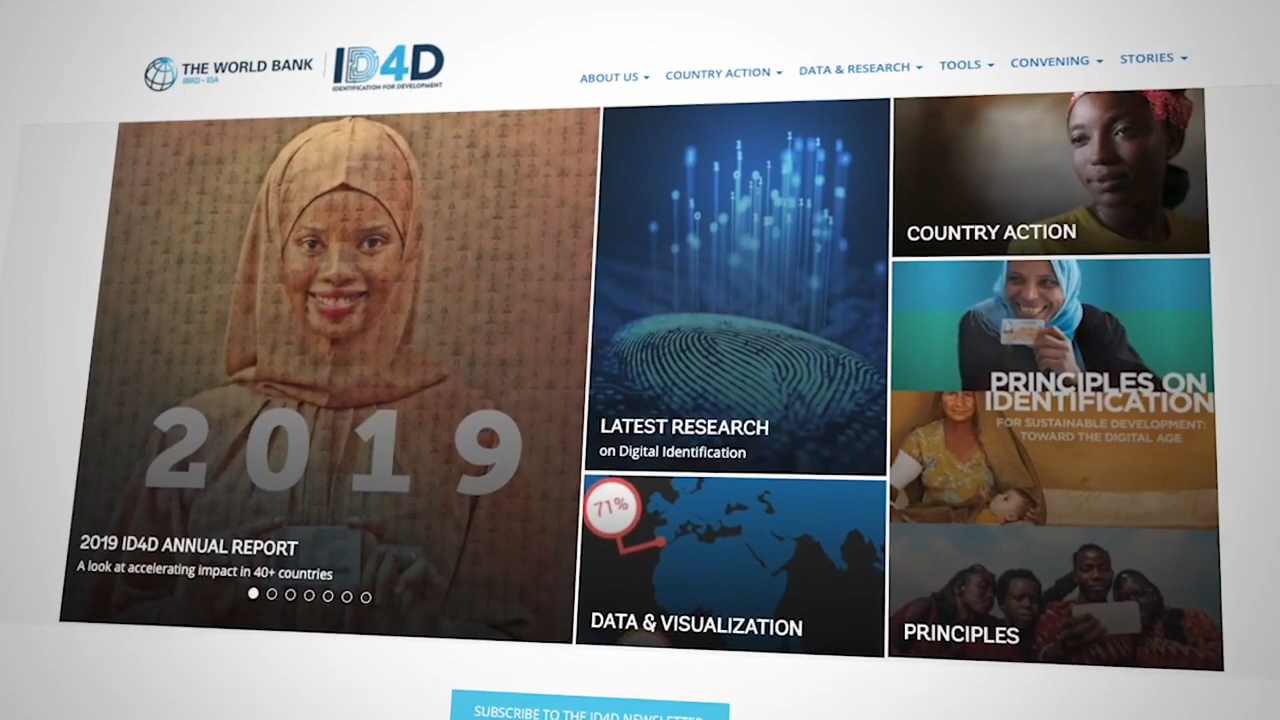 THE WORLD BANK
IBRD • IDA
ID4D
IDENTIFICATION FOR DEVELOPMENT
ABOUT US
COUNTRY ACTION
DATA & RESEARCH
TOOLS
CONVENING
STORIES
2019
2019 ID4D ANNUAL REPORT
A look at accelerating impact in 40+ countries
LATEST RESEARCH
on Digital Identification
71%
DATA & VISUALIZATION
COUNTRY ACTION
PRINCIPLES ON
IDENTIFICATION
FOR SUSTAINABLE DEVELOPMENT:
TOWARD THE DIGITAL AGE
PRINCIPLES
SUBSCRIBE TO THE ID4D NEWSLETTER